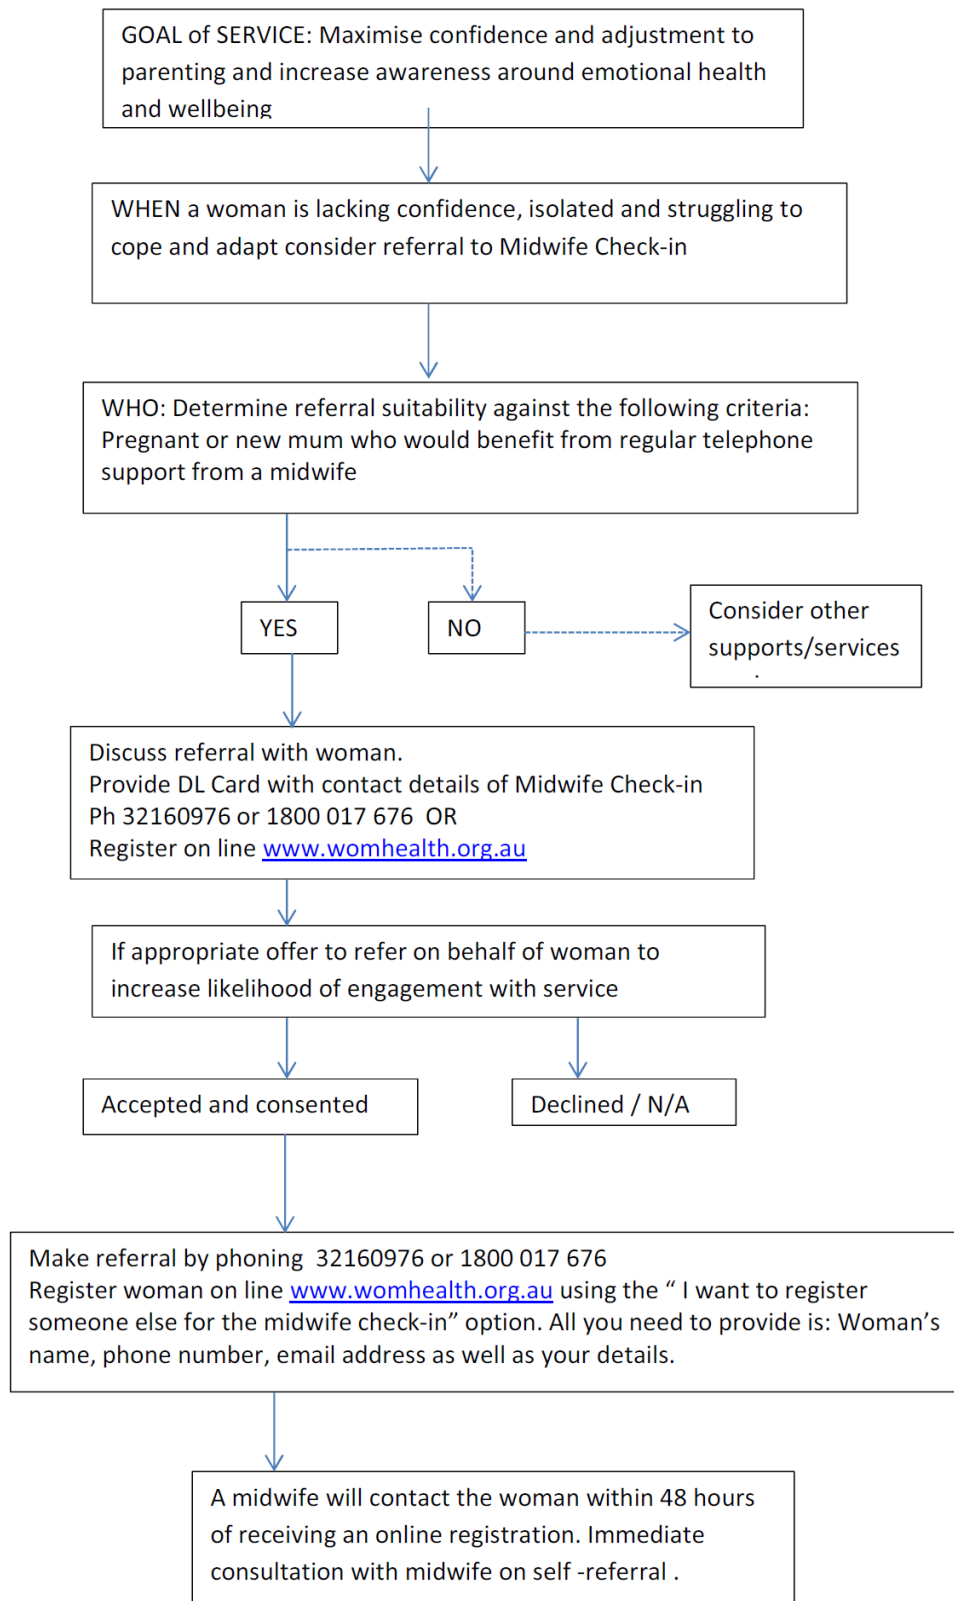 GOAL of SERVICE: Maximise confidence and adjustment to
parenting and increase awareness around emotional health
and wellbeing
WHEN a woman is lacking confidence, isolated and struggling to
cope and adapt consider referral to Midwife Check-in
WHO: Determine referral suitability against the following criteria:
Pregnant or new mum who would benefit from regular telephone
support from a midwife
YES
NO
Consider other
supports/services
.
Discuss referral with woman.
Provide DL Card with contact details of Midwife Check-in
Ph 32160976 or 1800 017 676  OR
Register on line www.womhealth.org.au
If appropriate offer to refer on behalf of woman to
increase likelihood of engagement with service
Accepted and consented
Declined / N/A
Make referral by phoning  32160976 or 1800 017 676
Register woman on line www.womhealth.org.au using the “ I want to register
someone else for the midwife check-in” option. All you need to provide is: Woman’s
name, phone number, email address as well as your details.
A midwife will contact the woman within 48 hours
of receiving an online registration. Immediate
consultation with midwife on self -referral .